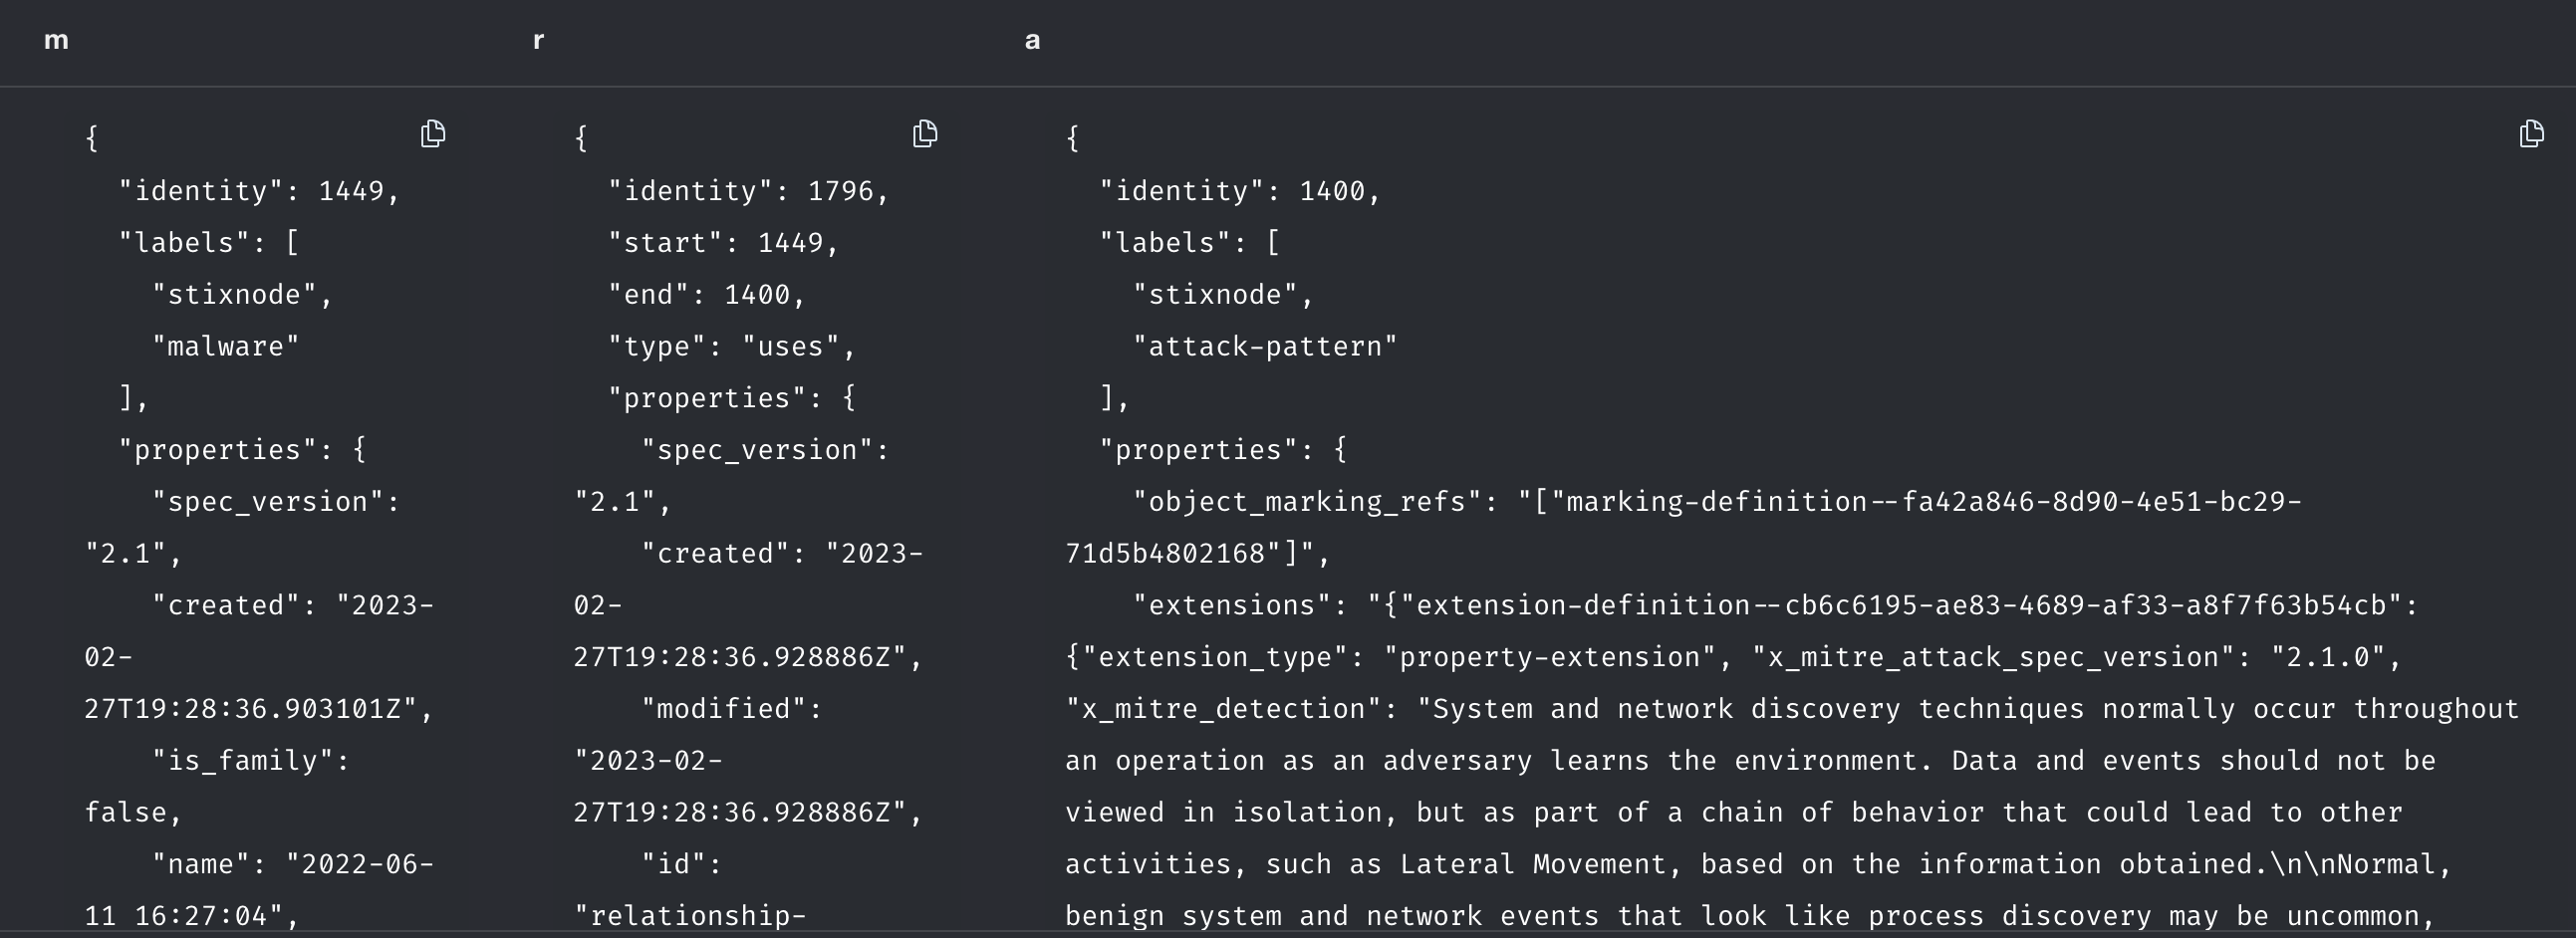 m
r
a
{
  "identity": 1449,
  "labels": [
    "stixnode",
    "malware"
  ],
  "properties": {
    "spec_version":
"2.1",
    "created": "2023-
02-
27T19:28:36.903101Z",
    "is_family":
false,
    "name": "2022-06-
11 16:27:04",
{
  "identity": 1796,
  "start": 1449,
  "end": 1400,
  "type": "uses",
  "properties": {
    "spec_version":
"2.1",
    "created": "2023-
02-
27T19:28:36.928886Z",
    "modified":
"2023-02-
27T19:28:36.928886Z",
    "id":
"relationship-
{
  "identity": 1400,
  "labels": [
    "stixnode",
    "attack-pattern"
  ],
  "properties": {
    "object_marking_refs": "["marking-definition--fa42a846-8d90-4e51-bc29-
71d5b4802168"]",
    "extensions": "{"extension-definition--cb6c6195-ae83-4689-af33-a8f7f63b54cb":
{"extension_type": "property-extension", "x_mitre_attack_spec_version": "2.1.0",
"x_mitre_detection": "System and network discovery techniques normally occur throughout
an operation as an adversary learns the environment. Data and events should not be
viewed in isolation, but as part of a chain of behavior that could lead to other
activities, such as Lateral Movement, based on the information obtained.\n\nNormal,
benign system and network events that look like process discovery may be uncommon,